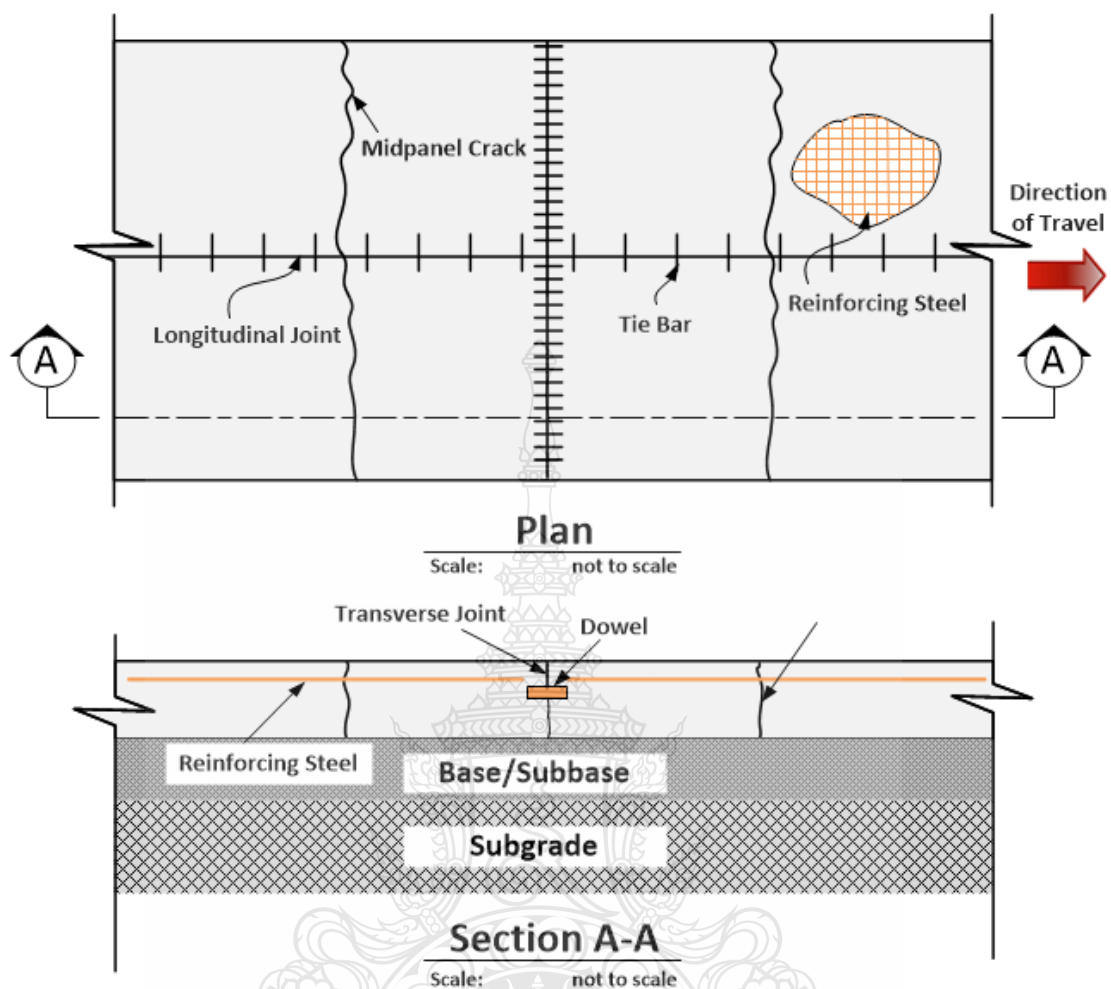 Midpanel Crack
Direction
of Travel
Reinforcing Steel
Tie Bar
Longitudinal Joint
A
A
Plan
Scale: not to scale
Transverse Joint
Dowel
Reinforcing Steel
Base/Subbase
Subgrade
Section A-A
Scale: not to scale